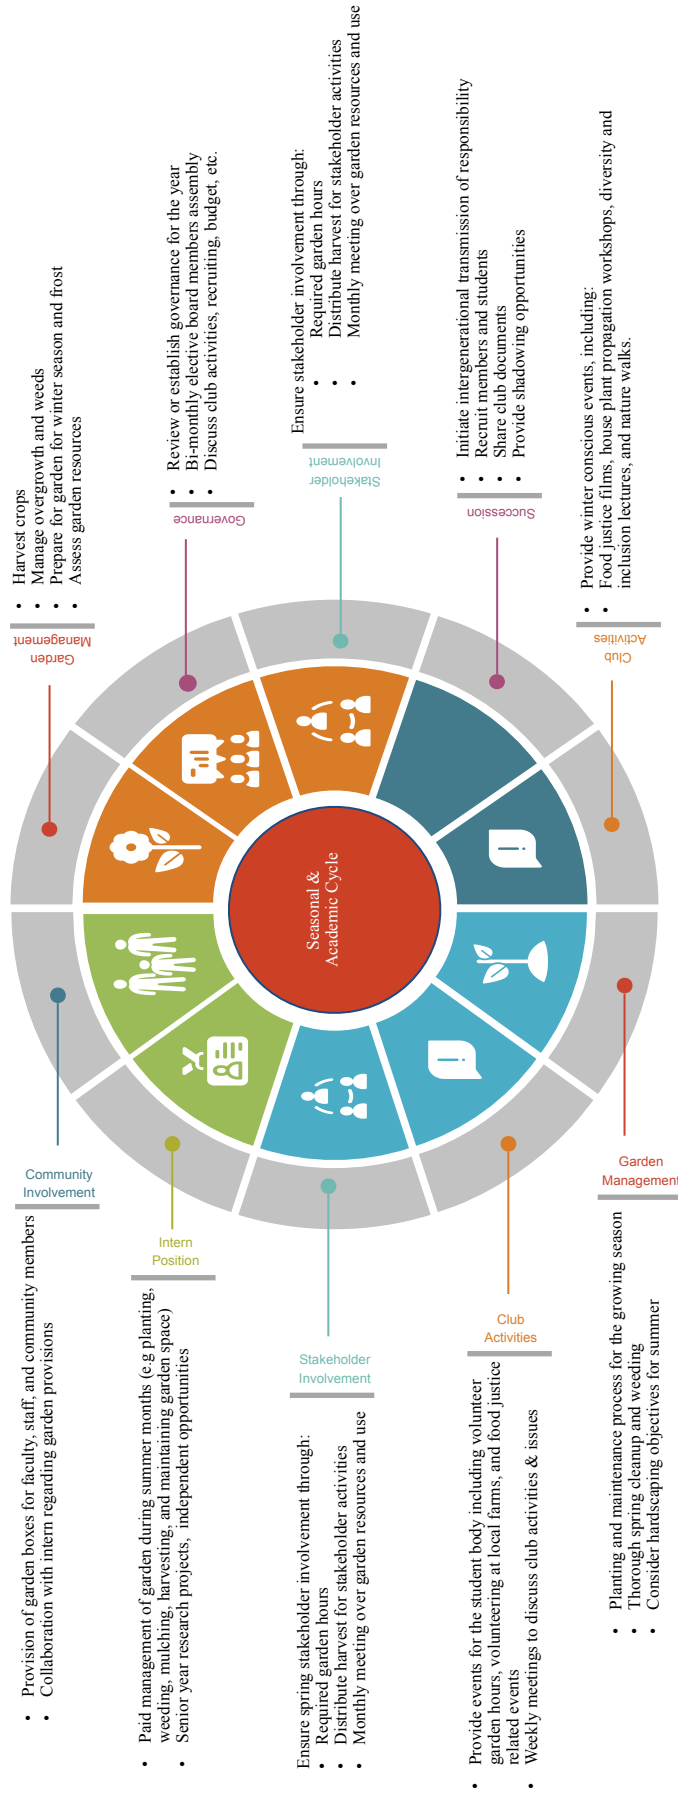 Community
Involvement
• Provision of garden boxes for faculty, staff, and community members
• Collaboration with intern regarding garden provisions
Intern
Position
• Paid management of garden during summer months (e.g planting,
weeding, mulching, harvesting, and maintaining garden space)
• Senior year research projects, independent opportunities
Stakeholder
Involvement
Ensure spring stakeholder involvement through:
• Required garden hours
• Distribute harvest for stakeholder activities
• Monthly meeting over garden resources and use
Club
Activities
• Provide events for the student body including volunteer
garden hours, volunteering at local farms, and food justice
related events
• Weekly meetings to discuss club activities & issues
Garden
Management
• Planting and maintenance process for the growing season
• Thorough spring cleanup and weeding
• Consider hardscaping objectives for summer
Seasonal &
Academic Cycle
Garden
Management
• Harvest crops
• Manage overgrowth and weeds
• Prepare for garden for winter season and frost
• Assess garden resources
Governance
• Review or establish governance for the year
• Bi-monthly elective board members assembly
• Discuss club activities, recruiting, budget, etc.
Stakeholder
Involvement
Ensure stakeholder involvement through:
• Required garden hours
• Distribute harvest for stakeholder activities
• Monthly meeting over garden resources and use
Succession
• Initiate intergenerational transmission of responsibility
• Recruit members and students
• Share club documents
• Provide shadowing opportunities
Club
Activities
• Provide winter conscious events, including:
• Food justice films, house plant propagation workshops, diversity and
inclusion lectures, and nature walks.